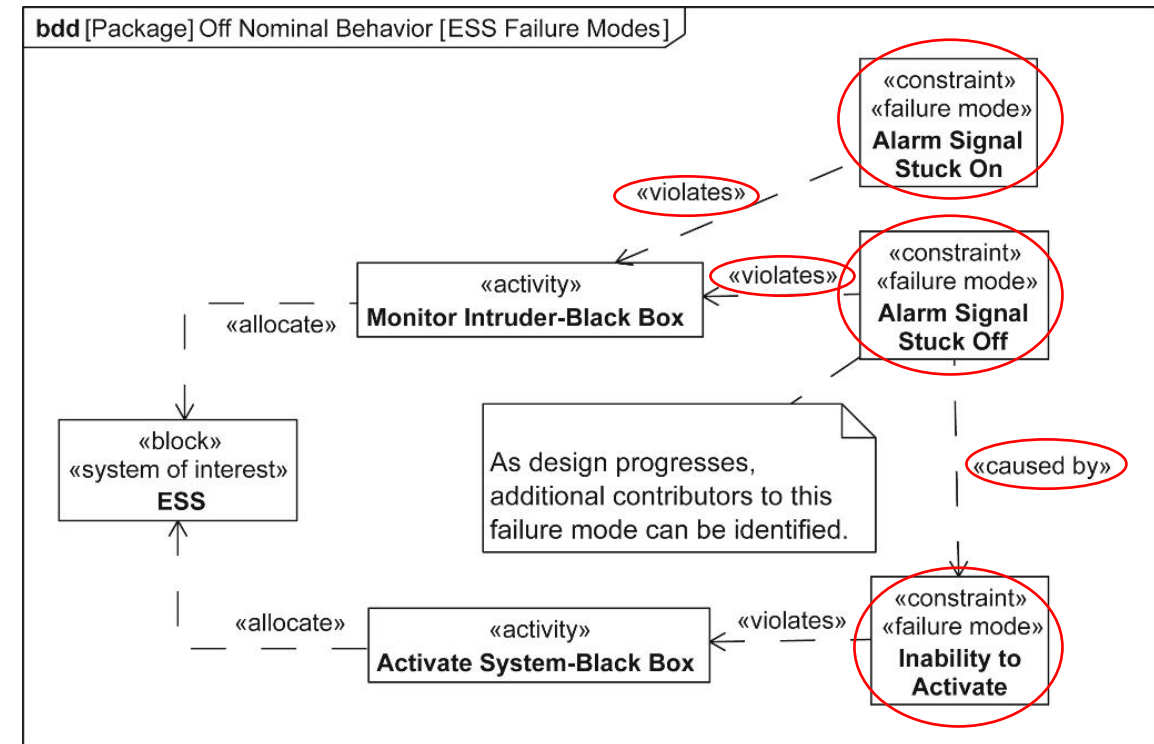 bdd [Package] Off Nominal Behavior [ESS Failure Modes]
«constraint»
«failure mode»
Alarm Signal
Stuck On
«violates»
«constraint»
«failure mode»
Alarm Signal
Stuck Off
«violates»
«activity»
Monitor Intruder-Black Box
«allocate»
«block»
«system of interest»
ESS
As design progresses,
additional contributors to this
failure mode can be identified.
«caused by»
«constraint»
«failure mode»
Inability to
Activate
«violates»
«activity»
Activate System-Black Box
«allocate»